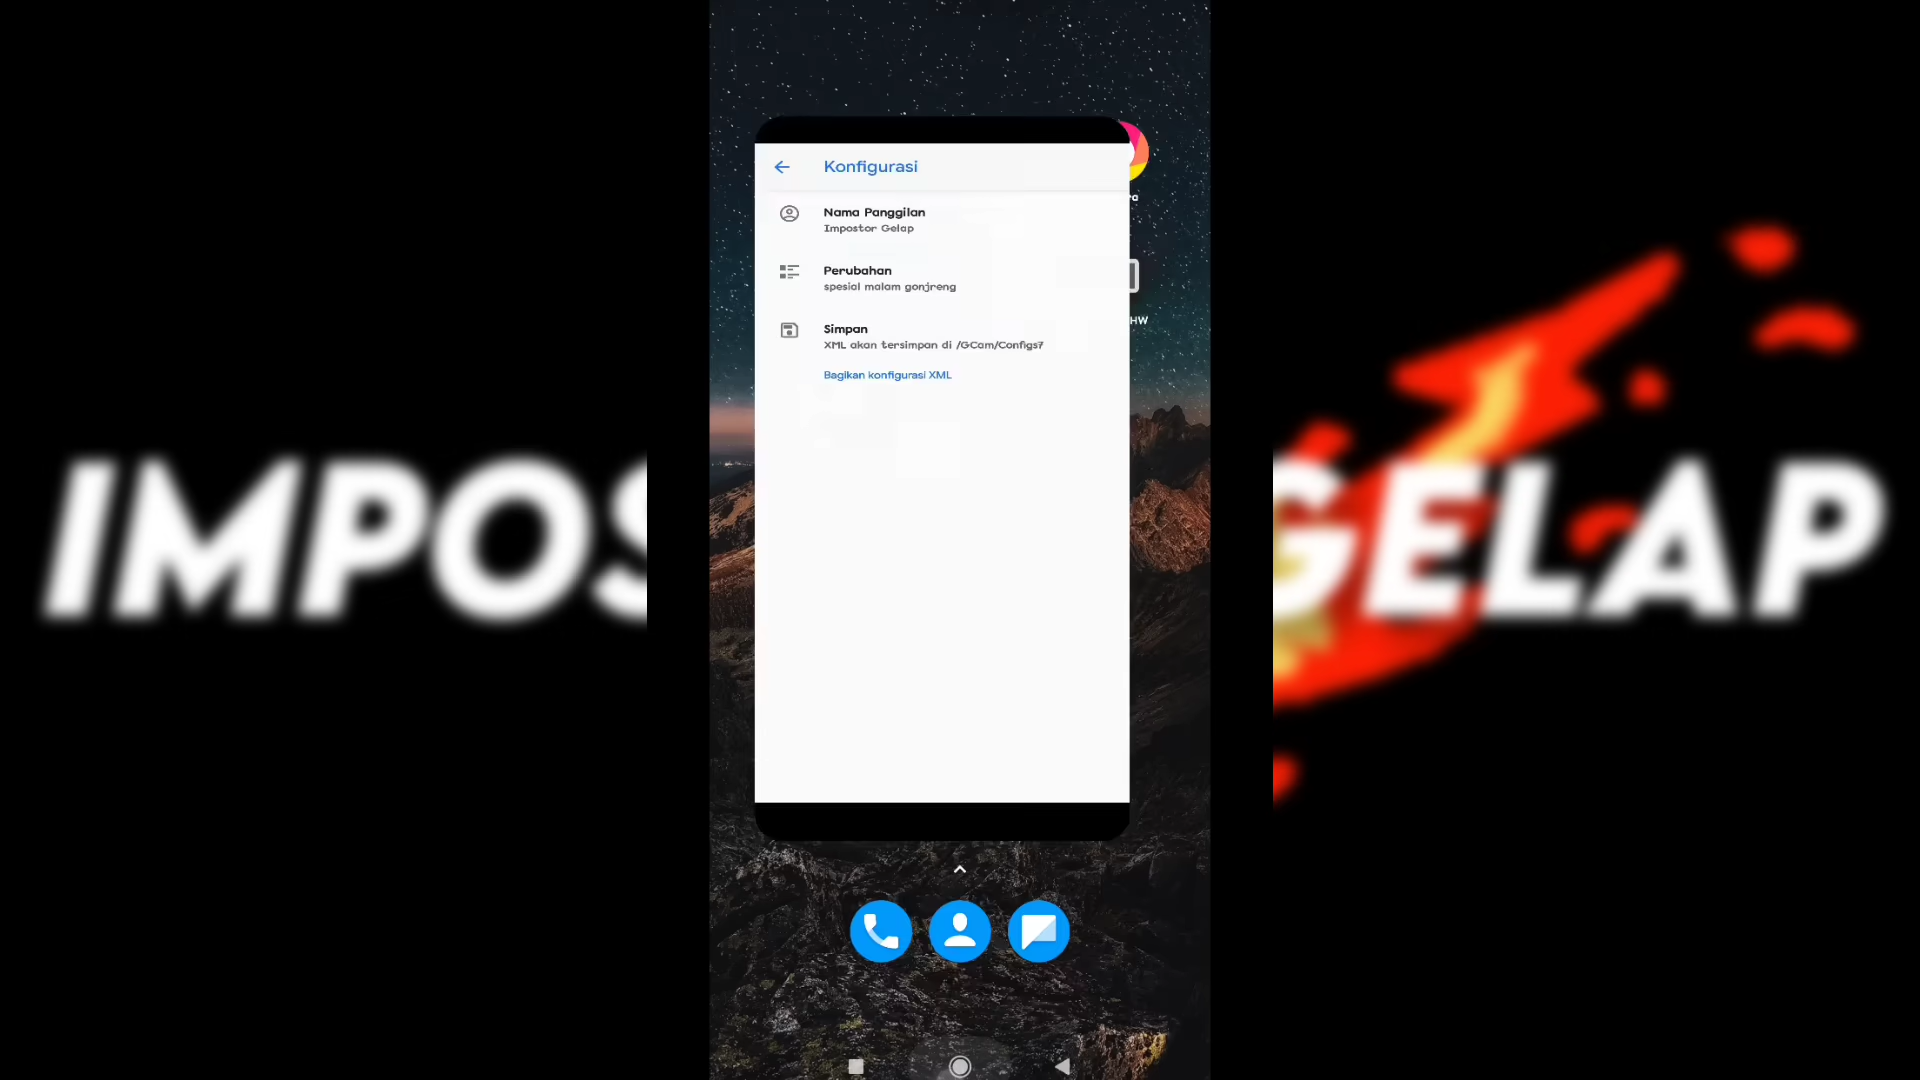 Konfigurasi
Nama Panggilan
Impostor Gelap
Perubahan
spesial malam gonjreng
Simpan
XML akan tersimpan di /GCam/Configs7
Bagikan konfigurasi XML
HW
IMPOS
GELAP